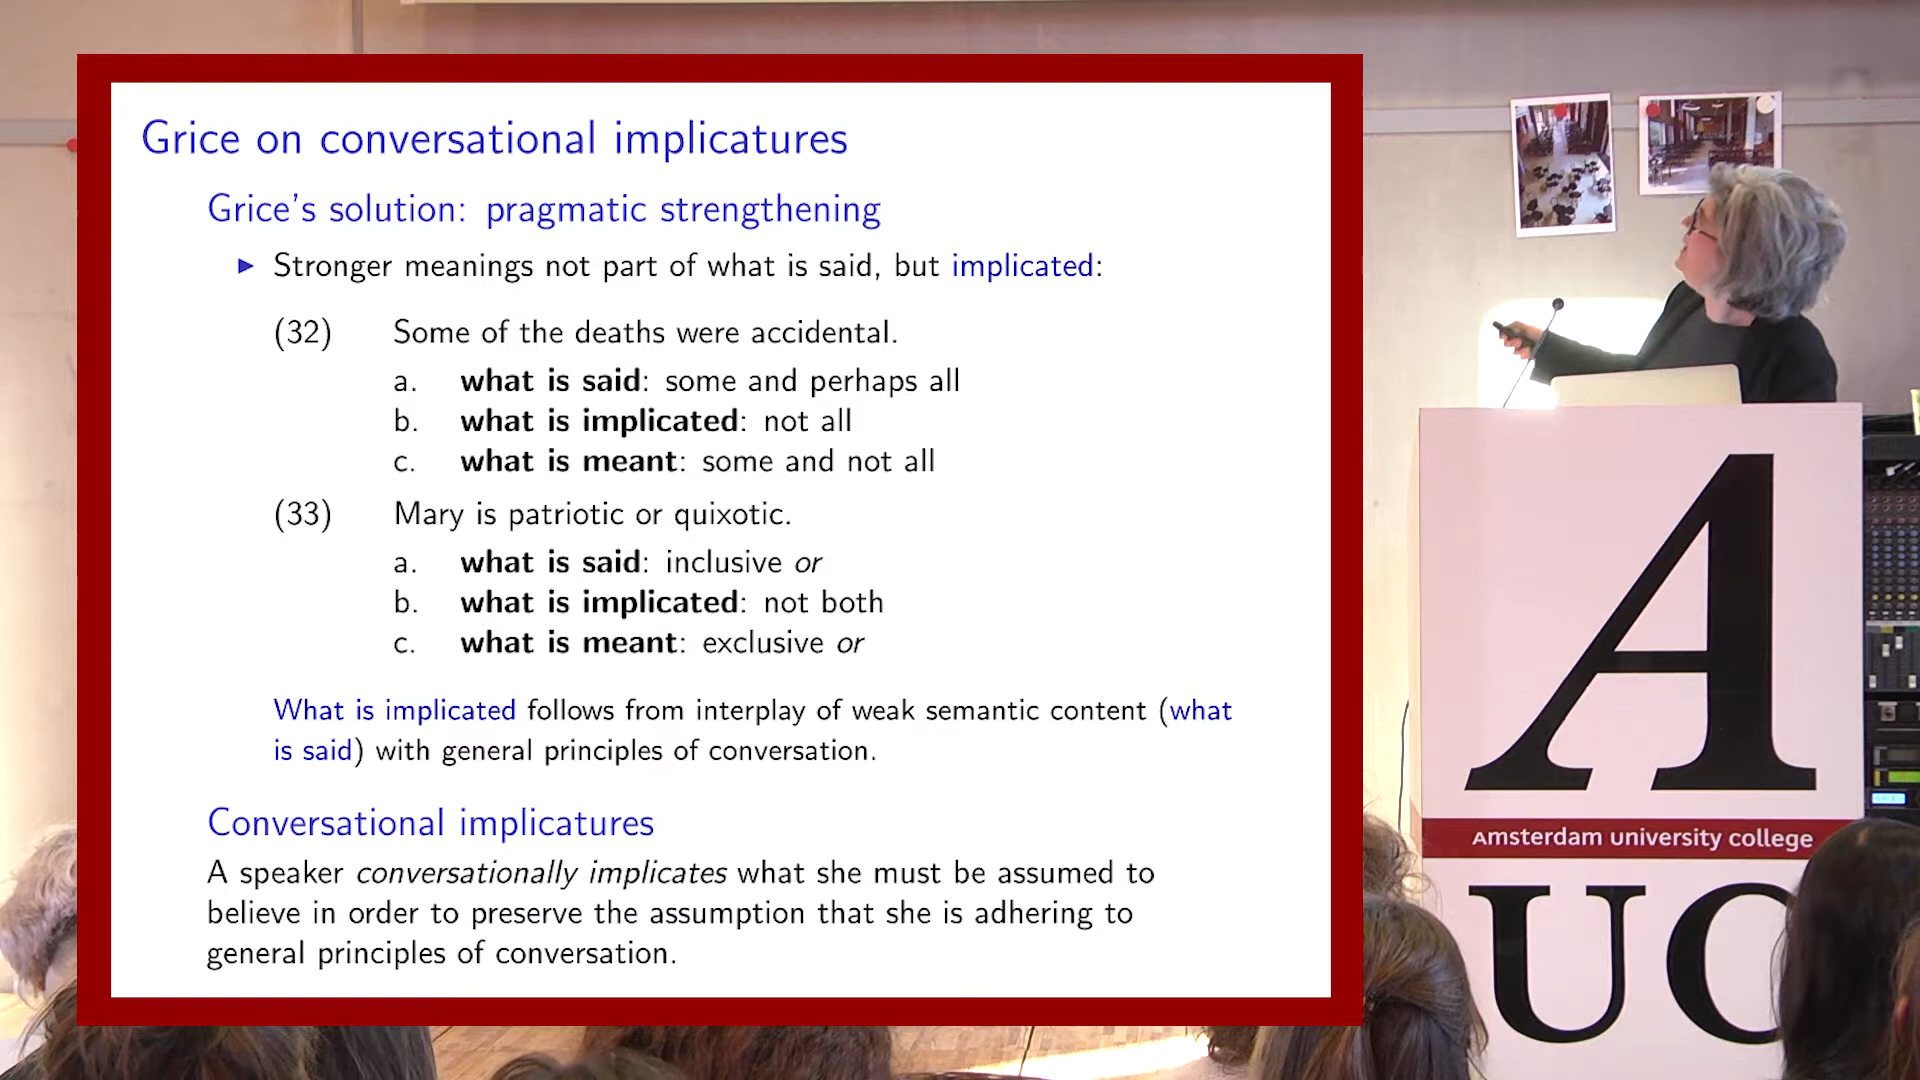 Grice on conversational implicatures
Grice's solution: pragmatic strengthening
▶ Stronger meanings not part of what is said, but implicated:
(32) Some of the deaths were accidental.
a. what is said: some and perhaps all
b. what is implicated: not all
c. what is meant: some and not all
(33) Mary is patriotic or quixotic.
a. what is said: inclusive or
b. what is implicated: not both
c. what is meant: exclusive or
What is implicated follows from interplay of weak semantic content (what
is said) with general principles of conversation.
Conversational implicatures
A speaker conversationally implicates what she must be assumed to
believe in order to preserve the assumption that she is adhering to
general principles of conversation.
A
amsterdam university college
UC